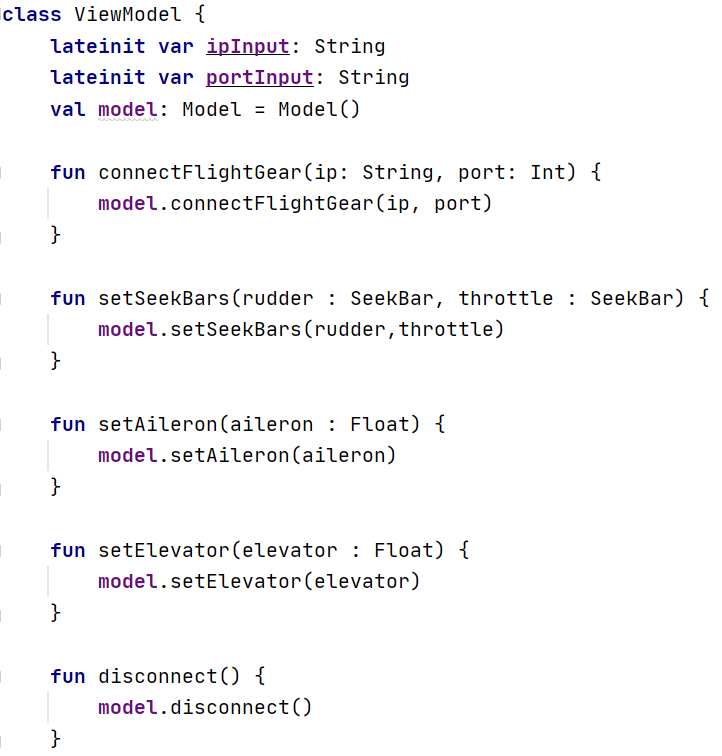 class ViewModel {
    lateinit var ipInput: String
    lateinit var portInput: String
    val model: Model = Model()

    fun connectFlightGear(ip: String, port: Int) {
        model.connectFlightGear(ip, port)
    }

    fun setSeekBars(rudder : SeekBar, throttle : SeekBar) {
        model.setSeekBars(rudder,throttle)
    }

    fun setAileron(aileron : Float) {
        model.setAileron(aileron)
    }

    fun setElevator(elevator : Float) {
        model.setElevator(elevator)
    }

    fun disconnect() {
        model.disconnect()
    }